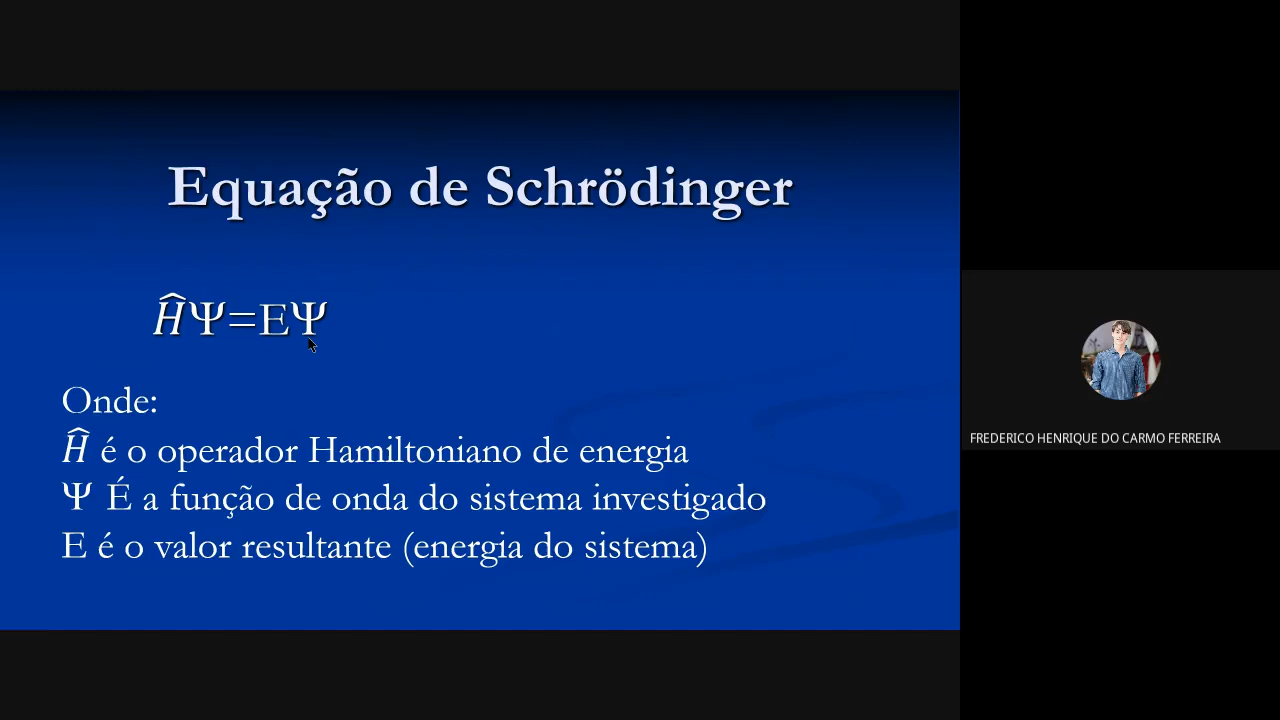 Equação de Schrödinger
ĤΨ=EΨ
Onde:
Ĥ é o operador Hamiltoniano de energia
Ψ É a função de onda do sistema investigado
E é o valor resultante (energia do sistema)
FREDERICO HENRIQUE DO CARMO FERREIRA